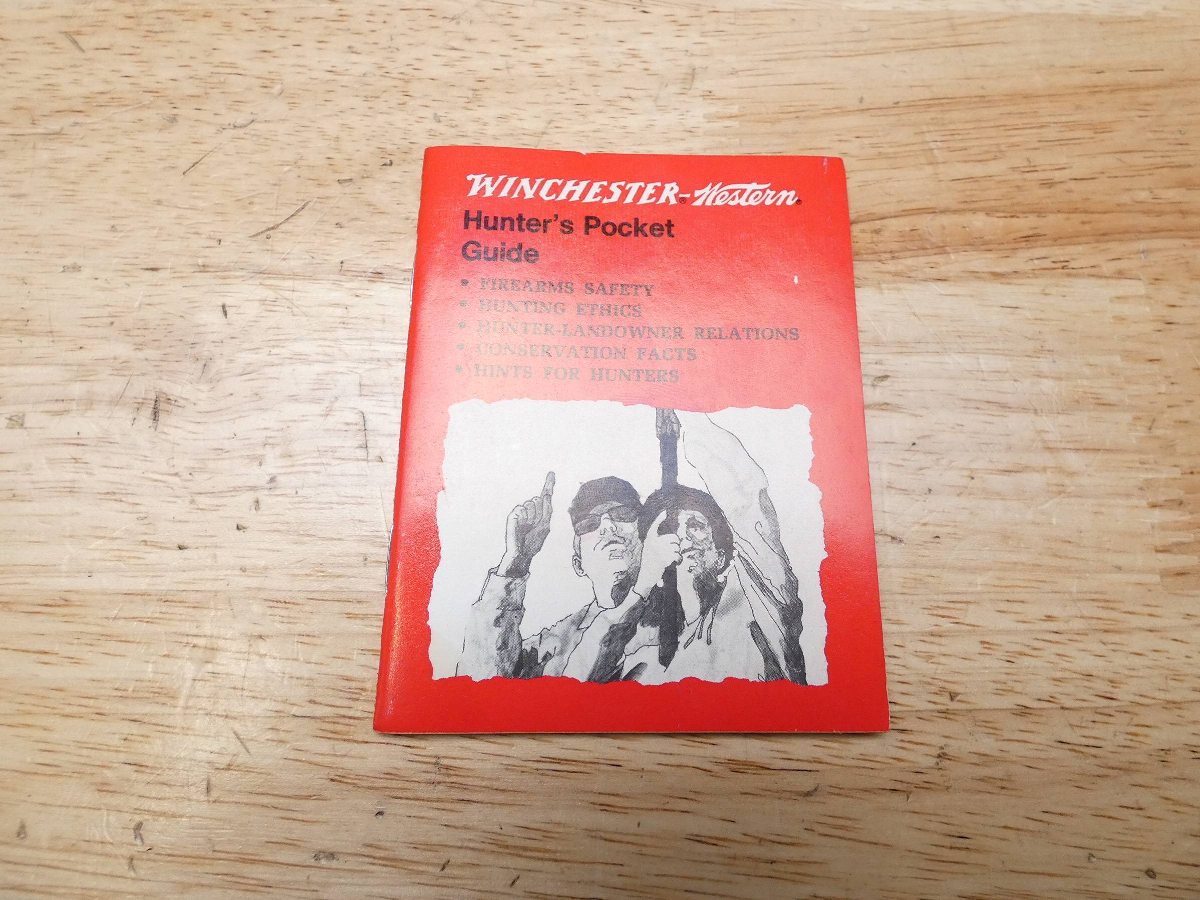 WINCHESTER®-Western®
Hunter's Pocket
Guide
• FIREARMS SAFETY
• HUNTING ETHICS
• HUNTER-LANDOWNER RELATIONS
• CONSERVATION FACTS
• HINTS FOR HUNTERS